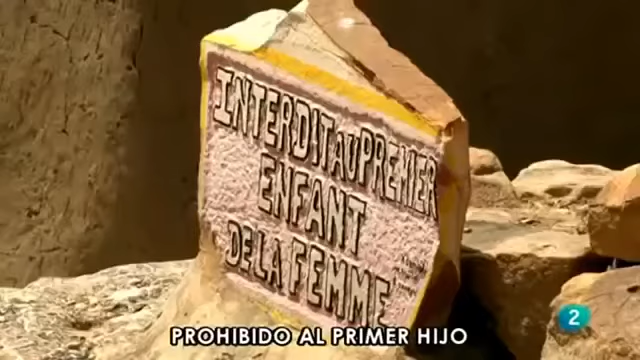 INTERDIT AU PREMIER
ENFANT
DE LA FEMME
2
PROHIBIDO AL PRIMER HIJO